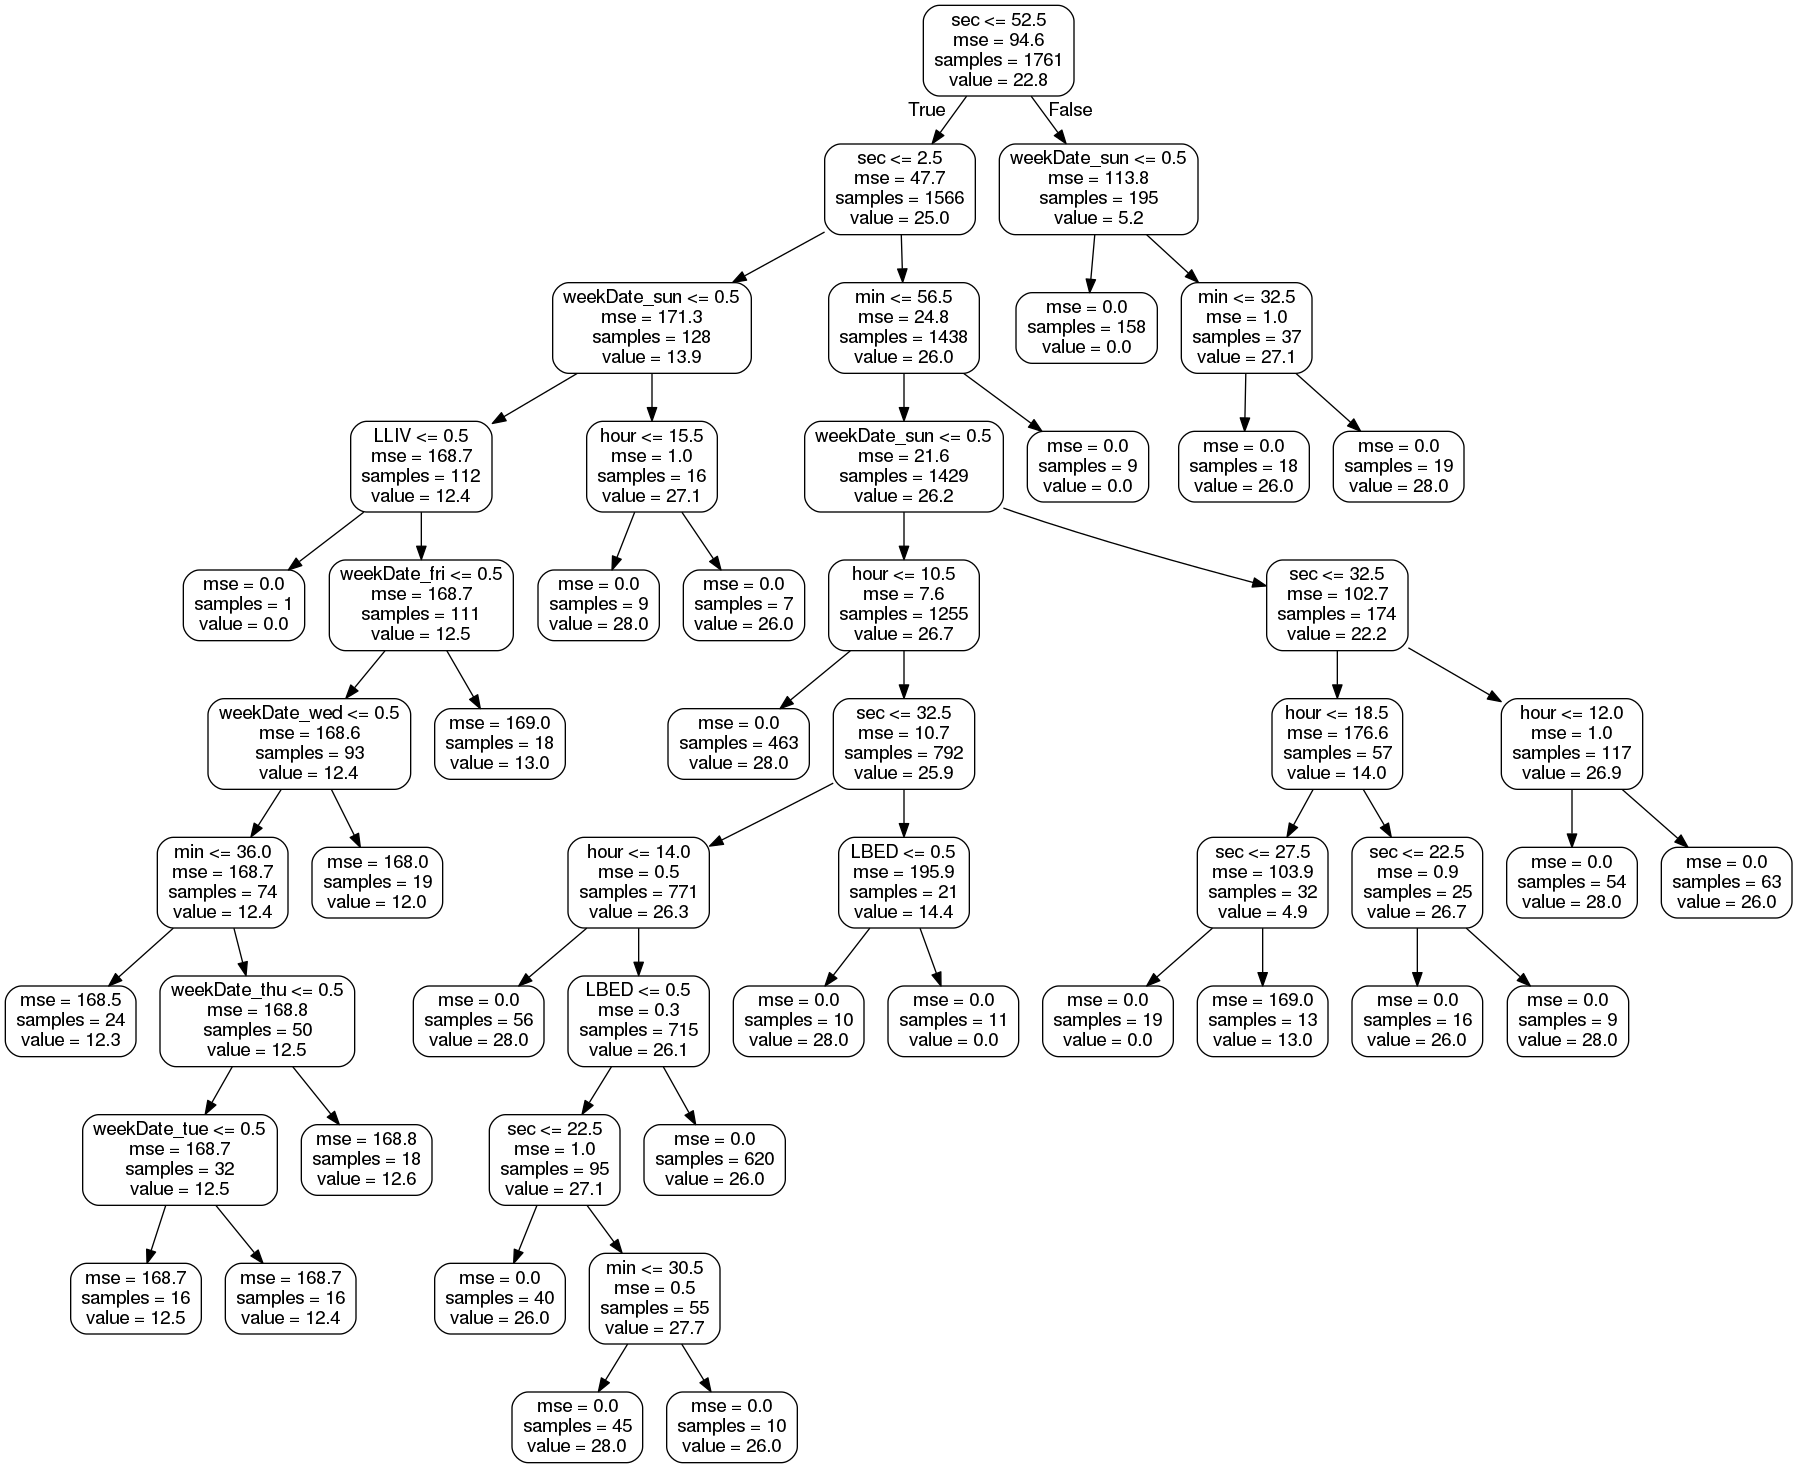 sec <= 52.5
mse = 94.6
samples = 1761
value = 22.8
True
False
sec <= 2.5
mse = 47.7
samples = 1566
value = 25.0
weekDate_sun <= 0.5
mse = 113.8
samples = 195
value = 5.2
weekDate_sun <= 0.5
mse = 171.3
samples = 128
value = 13.9
min <= 56.5
mse = 24.8
samples = 1438
value = 26.0
mse = 0.0
samples = 158
value = 0.0
min <= 32.5
mse = 1.0
samples = 37
value = 27.1
LLIV <= 0.5
mse = 168.7
samples = 112
value = 12.4
hour <= 15.5
mse = 1.0
samples = 16
value = 27.1
weekDate_sun <= 0.5
mse = 21.6
samples = 1429
value = 26.2
mse = 0.0
samples = 9
value = 0.0
mse = 0.0
samples = 18
value = 26.0
mse = 0.0
samples = 19
value = 28.0
mse = 0.0
samples = 1
value = 0.0
weekDate_fri <= 0.5
mse = 168.7
samples = 111
value = 12.5
mse = 0.0
samples = 9
value = 28.0
mse = 0.0
samples = 7
value = 26.0
hour <= 10.5
mse = 7.6
samples = 1255
value = 26.7
sec <= 32.5
mse = 102.7
samples = 174
value = 22.2
weekDate_wed <= 0.5
mse = 168.6
samples = 93
value = 12.4
mse = 169.0
samples = 18
value = 13.0
mse = 0.0
samples = 463
value = 28.0
sec <= 32.5
mse = 10.7
samples = 792
value = 25.9
hour <= 18.5
mse = 176.6
samples = 57
value = 14.0
hour <= 12.0
mse = 1.0
samples = 117
value = 26.9
min <= 36.0
mse = 168.7
samples = 74
value = 12.4
mse = 168.0
samples = 19
value = 12.0
hour <= 14.0
mse = 0.5
samples = 771
value = 26.3
LBED <= 0.5
mse = 195.9
samples = 21
value = 14.4
sec <= 27.5
mse = 103.9
samples = 32
value = 4.9
sec <= 22.5
mse = 0.9
samples = 25
value = 26.7
mse = 0.0
samples = 54
value = 28.0
mse = 0.0
samples = 63
value = 26.0
mse = 168.5
samples = 24
value = 12.3
weekDate_thu <= 0.5
mse = 168.8
samples = 50
value = 12.5
mse = 0.0
samples = 56
value = 28.0
LBED <= 0.5
mse = 0.3
samples = 715
value = 26.1
mse = 0.0
samples = 10
value = 28.0
mse = 0.0
samples = 11
value = 0.0
mse = 0.0
samples = 19
value = 0.0
mse = 169.0
samples = 13
value = 13.0
mse = 0.0
samples = 16
value = 26.0
mse = 0.0
samples = 9
value = 28.0
weekDate_tue <= 0.5
mse = 168.7
samples = 32
value = 12.5
mse = 168.8
samples = 18
value = 12.6
sec <= 22.5
mse = 1.0
samples = 95
value = 27.1
mse = 0.0
samples = 620
value = 26.0
mse = 168.7
samples = 16
value = 12.5
mse = 168.7
samples = 16
value = 12.4
mse = 0.0
samples = 40
value = 26.0
min <= 30.5
mse = 0.5
samples = 55
value = 27.7
mse = 0.0
samples = 45
value = 28.0
mse = 0.0
samples = 10
value = 26.0